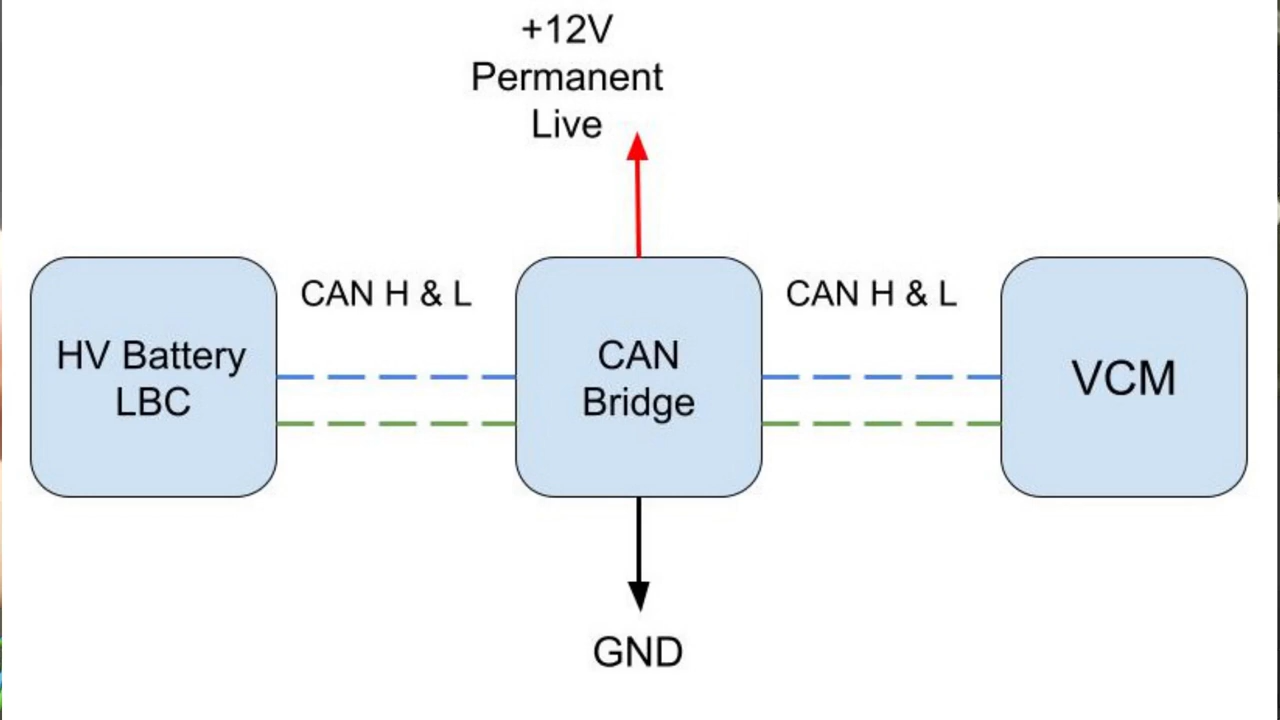 +12V
Permanent
Live
CAN H & L
CAN H & L
HV Battery
LBC
CAN
Bridge
VCM
GND